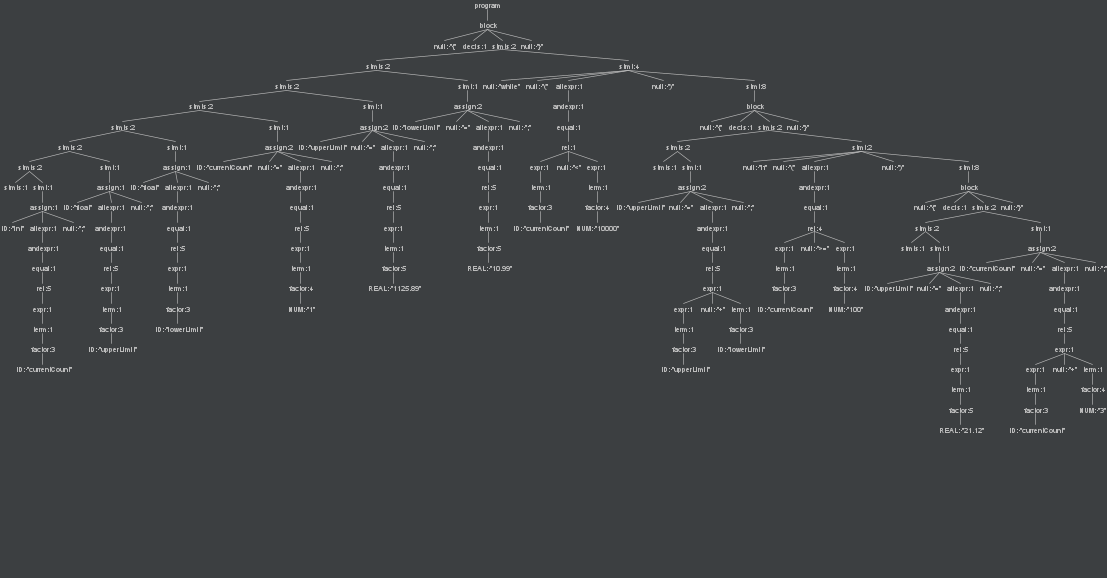 program
block
null:"{" decls:1 stmts:2 null:"}"
stmts:2 stmt:4
stmts:2 stmt:1 null:"while" null:"(" allexpr:1 null:")" stmt:8
stmts:2 stmt:1 assign:2 andexpr:1 block
stmts:2 stmt:1 assign:2 ID:"lowerLimit" null:"=" allexpr:1 null:";" equal:1 null:"{" decls:1 stmts:2 null:"}"
stmts:2 stmt:1 assign:2 ID:"upperLimit" null:"=" allexpr:1 null:";" andexpr:1 rel:1 stmts:2 stmt:2
stmts:2 stmt:1 assign:1 ID:"currentCount" null:"=" allexpr:1 null:";" andexpr:1 equal:1 expr:1 null:"<" expr:1 stmts:1 stmt:1 null:"if" null:"(" allexpr:1 null:")" stmt:8
stmts:1 stmt:1 assign:1 ID:"float" allexpr:1 null:";" andexpr:1 equal:1 rel:5 term:1 term:1 assign:2 andexpr:1 block
assign:1 ID:"float" allexpr:1 null:";" andexpr:1 equal:1 rel:5 expr:1 factor:3 factor:4 ID:"upperLimit" null:"=" allexpr:1 null:";" equal:1 null:"{" decls:1 stmts:2 null:"}"
ID:"int" allexpr:1 null:";" andexpr:1 equal:1 rel:5 expr:1 term:1 ID:"currentCount" NUM:"10000" andexpr:1 rel:4 stmts:2 stmt:1
andexpr:1 equal:1 rel:5 expr:1 term:1 factor:5 equal:1 expr:1 null:">=" expr:1 stmts:1 stmt:1 assign:2
equal:1 rel:5 expr:1 term:1 factor:5 REAL:"10.99" rel:5 term:1 term:1 assign:2 ID:"currentCount" null:"=" allexpr:1 null:";"
rel:5 expr:1 term:1 factor:4 REAL:"1125.89" expr:1 factor:3 factor:4 ID:"upperLimit" null:"=" allexpr:1 null:";" andexpr:1
expr:1 term:1 factor:3 NUM:"1" expr:1 null:"+" term:1 ID:"currentCount" NUM:"100" andexpr:1 equal:1
term:1 factor:3 ID:"lowerLimit" term:1 factor:3 equal:1 rel:5
factor:3 ID:"upperLimit" factor:3 ID:"lowerLimit" rel:5 expr:1
ID:"currentCount" ID:"upperLimit" expr:1 expr:1 null:"+" term:1
term:1 term:1 factor:4
factor:5 factor:3 NUM:"3"
REAL:"21.12" ID:"currentCount"